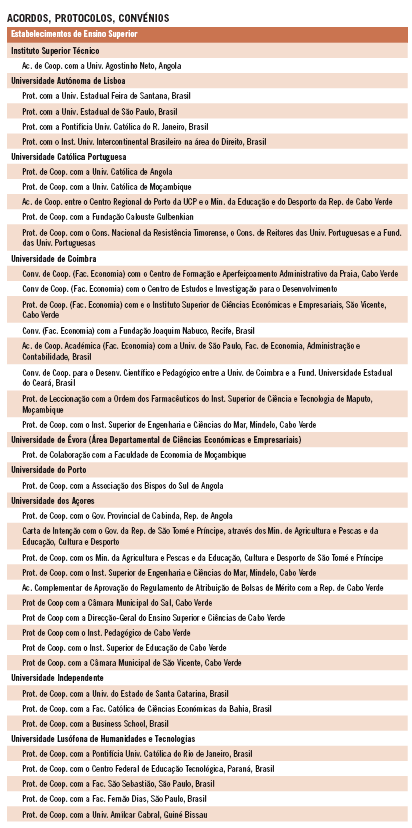 ACORDOS, PROTOCOLOS, CONVÉNIOS
Estabelecimentos de Ensino Superior
Instituto Superior Técnico
Ac. de Coop. com a Univ. Agostinho Neto, Angola
Universidade Autónoma de Lisboa
Prot. com a Univ. Estadual Feira de Santana, Brasil
Prot. com a Univ. Estadual de São Paulo, Brasil
Prot. com a Pontifícia Univ. Católica do R. Janeiro, Brasil
Prot. com o Inst. Univ. Intercontinental Brasileiro na área do Direito, Brasil
Universidade Católica Portuguesa
Prot. de Coop. com a Univ. Católica de Angola
Prot. de Coop. com a Univ. Católica de Moçambique
Ac. de Coop. entre o Centro Regional do Porto da UCP e o Min. da Educação e do Desporto da Rep. de Cabo Verde
Prot. de Coop. com a Fundação Calouste Gulbenkian
Prot. de Coop. com o Cons. Nacional da Resistência Timorense, o Cons. de Reitores das Univ. Portuguesas e a Fund.
das Univ. Portuguesas
Universidade de Coimbra
Conv. de Coop. (Fac. Economia) com o Centro de Formação e Aperfeiçoamento Administrativo da Praia, Cabo Verde
Conv de Coop. (Fac. Economia) com o Centro de Estudos e Investigação para o Desenvolvimento
Prot. de Coop. (Fac. Economia) com e o Instituto Superior de Ciências Económicas e Empresariais, São Vicente,
Cabo Verde
Conv. (Fac. Economia) com a Fundação Joaquim Nabuco, Recife, Brasil
Ac. de Coop. Académica (Fac. Economia) com a Univ. de São Paulo, Fac. de Economia, Administração e
Contabilidade, Brasil
Conv. de Coop. para o Desenv. Científico e Pedagógico entre a Univ. de Coimbra e a Fund. Universidade Estadual
do Ceará, Brasil
Prot. de Leccionação com a Ordem dos Farmacêuticos do Inst. Superior de Ciência e Tecnologia de Maputo,
Moçambique
Prot. de Coop. com o Inst. Superior de Engenharia e Ciências do Mar, Mindelo, Cabo Verde
Universidade de Évora (Área Departamental de Ciências Económicas e Empresariais)
Prot. de Colaboração com a Faculdade de Economia de Moçambique
Universidade do Porto
Prot. de Coop. com a Associação dos Bispos do Sul de Angola
Universidade dos Açores
Prot. de Coop. com o Gov. Provincial de Cabinda, Rep. de Angola
Carta de Intenção com o Gov. da Rep. de São Tomé e Príncipe, através dos Min. de Agricultura e Pescas e da
Educação, Cultura e Desporto
Prot. de Coop. com os Min. da Agricultura e Pescas e da Educação, Cultura e Desporto de São Tomé e Príncipe
Prot. de Coop. com o Inst. Superior de Engenharia e Ciências do Mar, Mindelo, Cabo Verde
Ac. Complementar de Aprovação do Regulamento de Atribuição de Bolsas de Mérito com a Rep. de Cabo Verde
Prot de Coop com a Câmara Municipal do Sal, Cabo Verde
Prot de Coop com a Direcção-Geral do Ensino Superior e Ciências de Cabo Verde
Prot de Coop com o Inst. Pedagógico de Cabo Verde
Prot. de Coop. com o Inst. Superior de Educação de Cabo Verde
Prot. de Coop. com a Câmara Municipal de São Vicente, Cabo Verde
Universidade Independente
Prot. de Coop. com a Univ. do Estado de Santa Catarina, Brasil
Prot. de Coop. com a Fac. Católica de Ciências Económicas da Bahia, Brasil
Prot. de Coop. com a Business School, Brasil
Universidade Lusófona de Humanidades e Tecnologias
Prot. de Coop. com a Pontifícia Univ. Católica do Rio de Janeiro, Brasil
Prot. de Coop. com o Centro Federal de Educação Tecnológica, Paraná, Brasil
Prot. de Coop. com a Fac. São Sebastião, São Paulo, Brasil
Prot. de Coop. com a Fac. Fernão Dias, São Paulo, Brasil
Prot. de Coop. com a Univ. Amilcar Cabral, Guiné Bissau